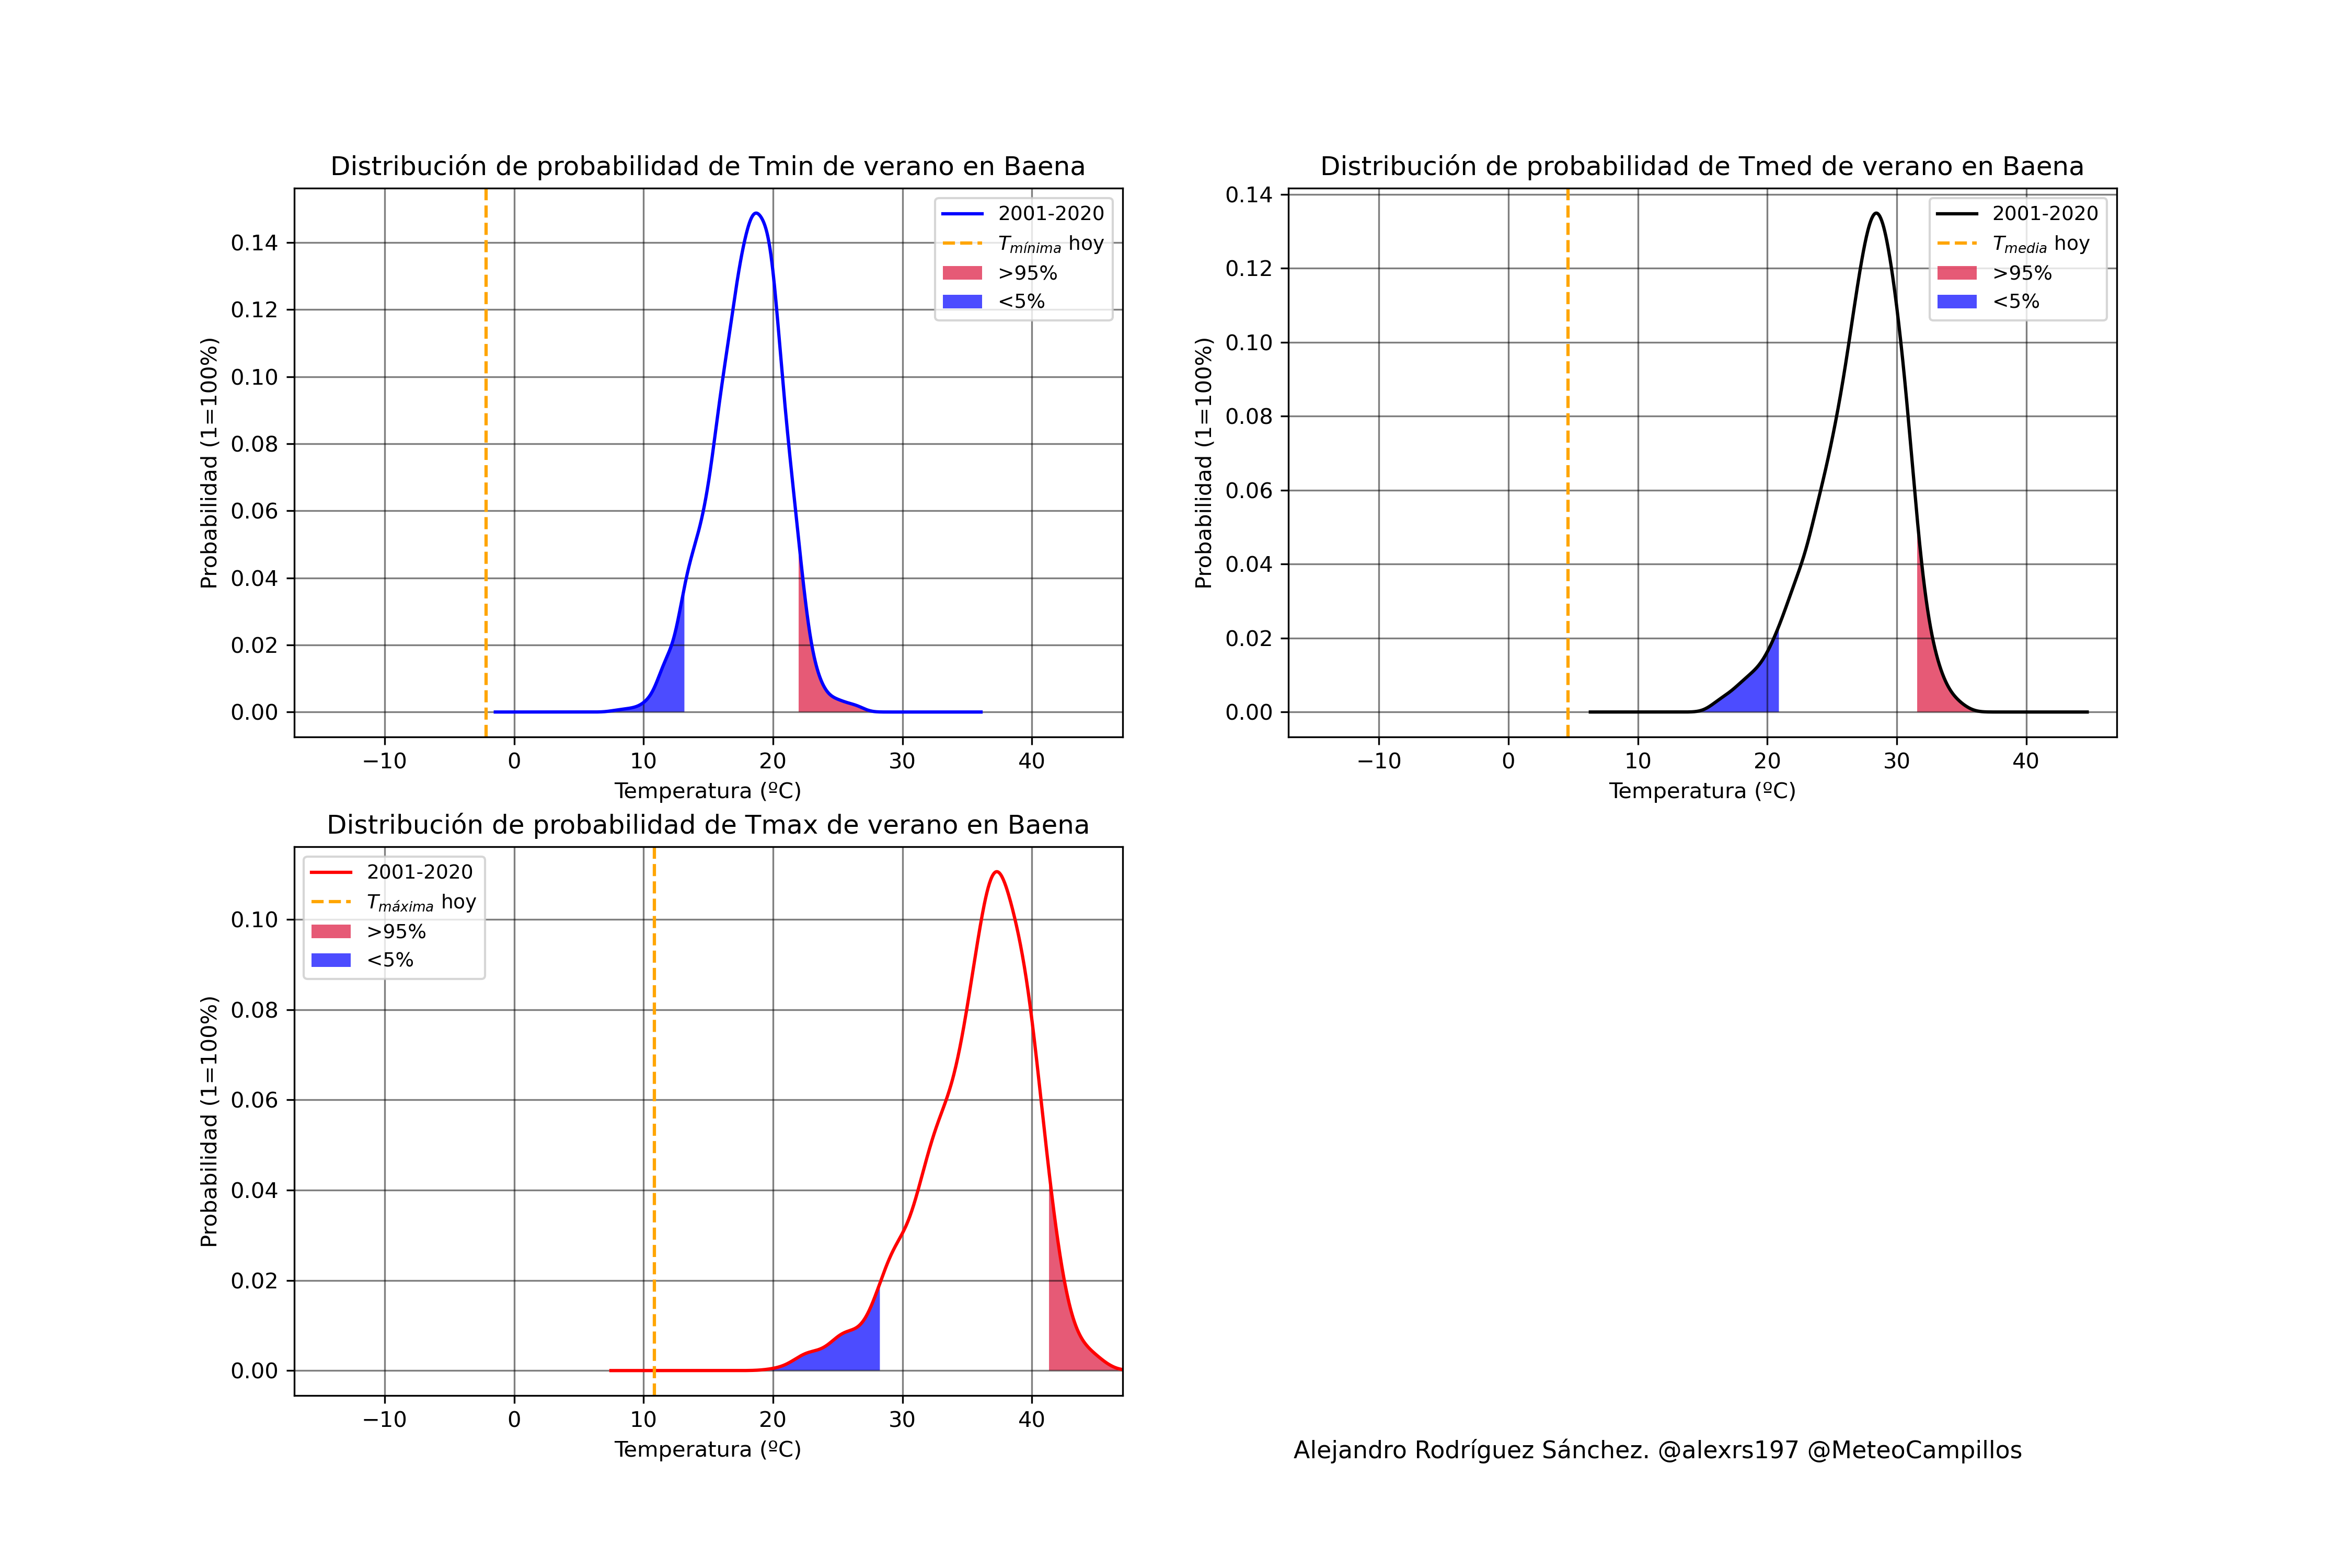 Distribución de probabilidad de Tmin de verano en Baena
Probabilidad (1=100%)
0.14
0.12
0.10
0.08
0.06
0.04
0.02
0.00
2001-2020
Tmínima hoy
>95%
<5%
−10 0 10 20 30 40
Temperatura (ºC)
Distribución de probabilidad de Tmed de verano en Baena
Probabilidad (1=100%)
0.14
0.12
0.10
0.08
0.06
0.04
0.02
0.00
2001-2020
Tmedia hoy
>95%
<5%
−10 0 10 20 30 40
Temperatura (ºC)
Distribución de probabilidad de Tmax de verano en Baena
Probabilidad (1=100%)
0.10
0.08
0.06
0.04
0.02
0.00
2001-2020
Tmáxima hoy
>95%
<5%
−10 0 10 20 30 40
Temperatura (ºC)
Alejandro Rodríguez Sánchez. @alexrs197 @MeteoCampillos